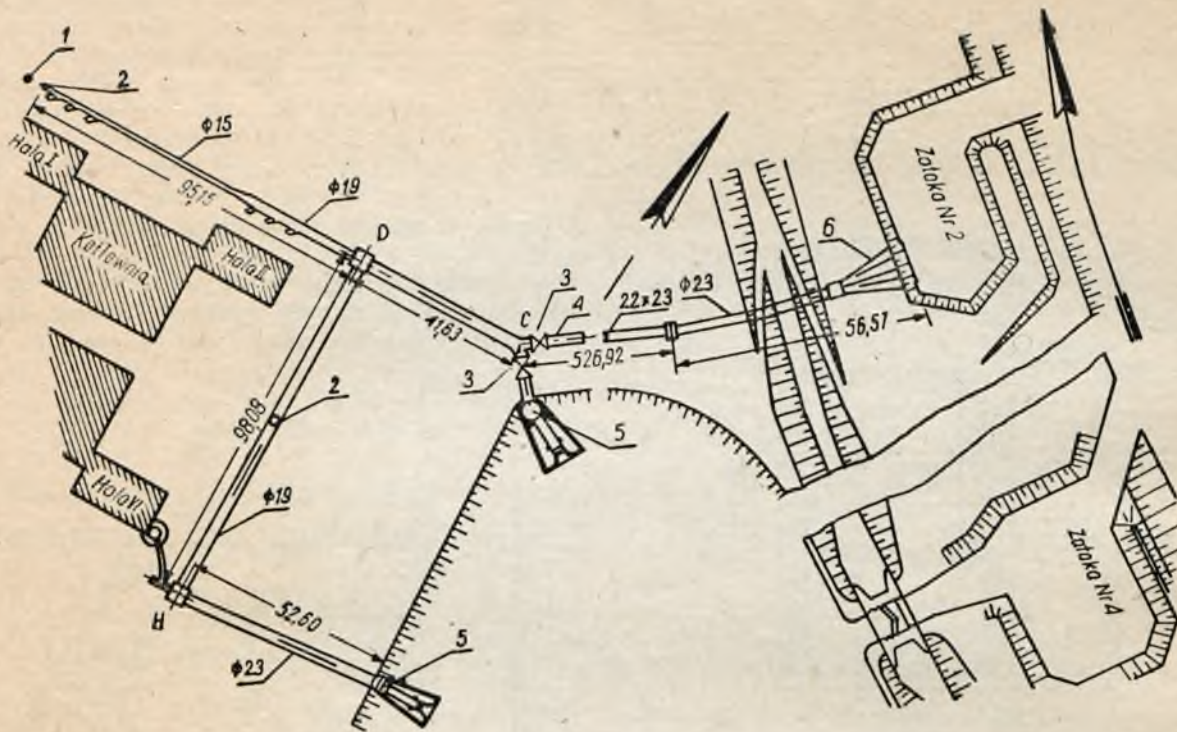 1
2
φ15
Hala I
95,15
φ19
D
Kotłownia
Hala II
3
C
4
22×23
φ23
6
Zatoka Nr 2
41,63
526,92
56,57
3
98,08
2
5
φ19
Hala VI
52,60
H
φ23
5
Zatoka Nr 4